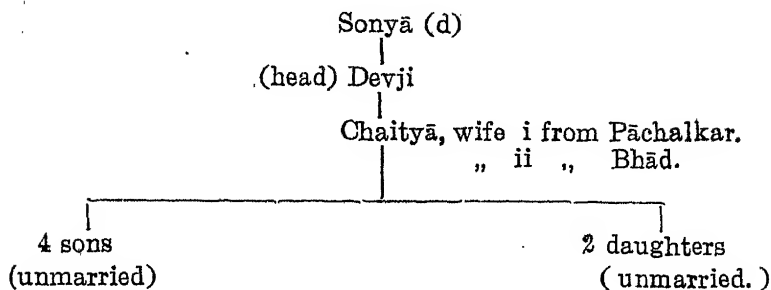 Sonyā (d)
(head) Devji
Chaityā, wife i from Pāchalkar.
„ ii „ Bhād.
4 sons 2 daughters
(unmarried) (unmarried.)